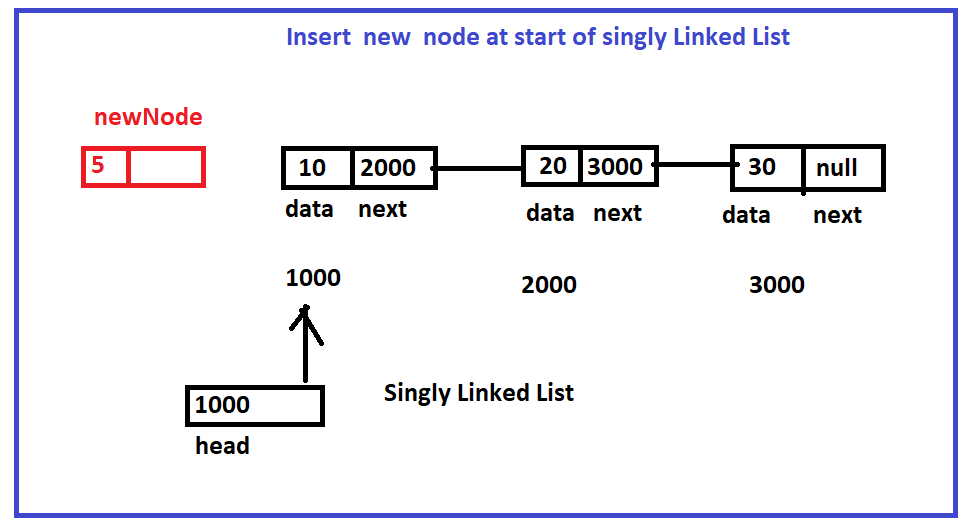 Insert new node at start of singly Linked List
newNode
5
10 2000
20 3000
30 null
data next
data next
data next
1000
2000
3000
1000
head
Singly Linked List